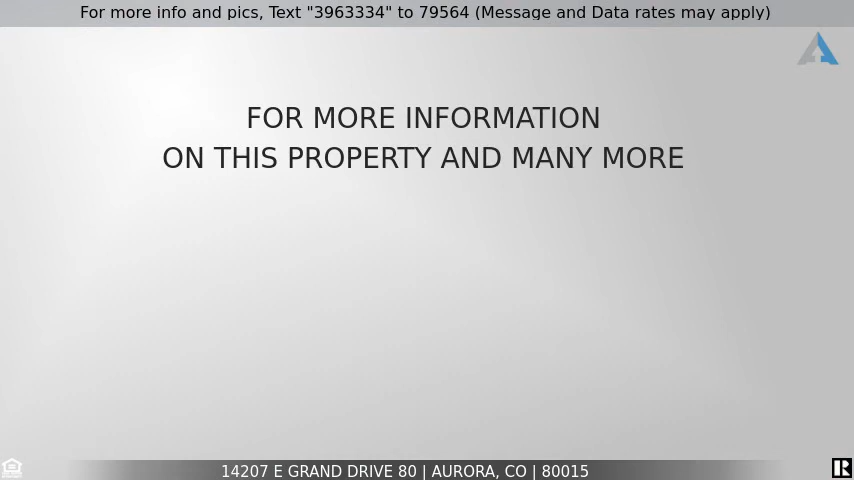 For more info and pics, Text "3963334" to 79564 (Message and Data rates may apply)
FOR MORE INFORMATION
ON THIS PROPERTY AND MANY MORE
14207 E GRAND DRIVE 80 | AURORA, CO | 80015